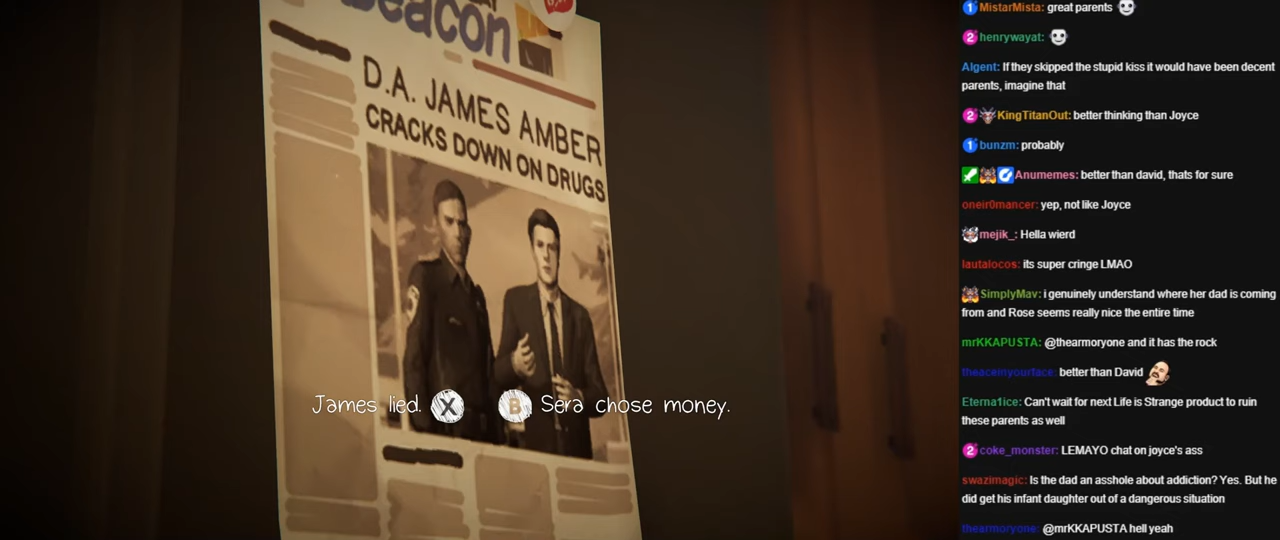 Beacon
D.A. JAMES AMBER
CRACKS DOWN ON DRUGS
James lied. X B Sera chose money.
1 MistarMista: great parents
2 henrywayat:
Algent: If they skipped the stupid kiss it would have been decent
parents, imagine that
2 KingTitanOut: better thinking than Joyce
1 bunzm: probably
Anumemes: better than david, thats for sure
oneir0mancer: yep, not like Joyce
mejik_: Hella wierd
lautalocos: its super cringe LMAO
SimplyMav: i genuinely understand where her dad is coming
from and Rose seems really nice the entire time
mrKKAPUSTA: @thearmoryone and it has the rock
theaceinyourface: better than David
Eterna1ice: Can't wait for next Life is Strange product to ruin
these parents as well
2 coke_monster: LEMAYO chat on joyce's ass
swazimagic: Is the dad an asshole about addiction? Yes. But he
did get his infant daughter out of a dangerous situation
thearmoryone: @mrKKAPUSTA hell yeah